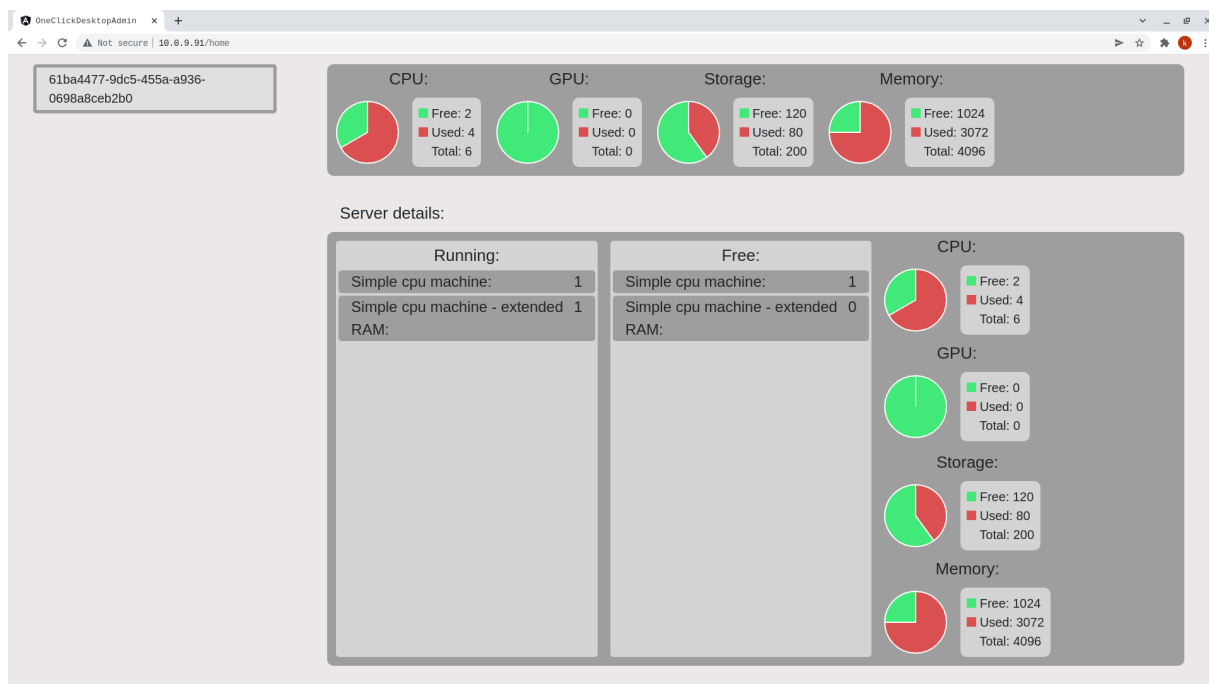 OneClickDesktopAdmin
Not secure | 10.0.9.91/home
k
61ba4477-9dc5-455a-a936-
0698a8ceb2b0
CPU:
Free: 2
Used: 4
Total: 6
GPU:
Free: 0
Used: 0
Total: 0
Storage:
Free: 120
Used: 80
Total: 200
Memory:
Free: 1024
Used: 3072
Total: 4096
Server details:
Running:
Simple cpu machine: 1
Simple cpu machine - extended 1
RAM:
Free:
Simple cpu machine: 1
Simple cpu machine - extended 0
RAM:
CPU:
Free: 2
Used: 4
Total: 6
GPU:
Free: 0
Used: 0
Total: 0
Storage:
Free: 120
Used: 80
Total: 200
Memory:
Free: 1024
Used: 3072
Total: 4096